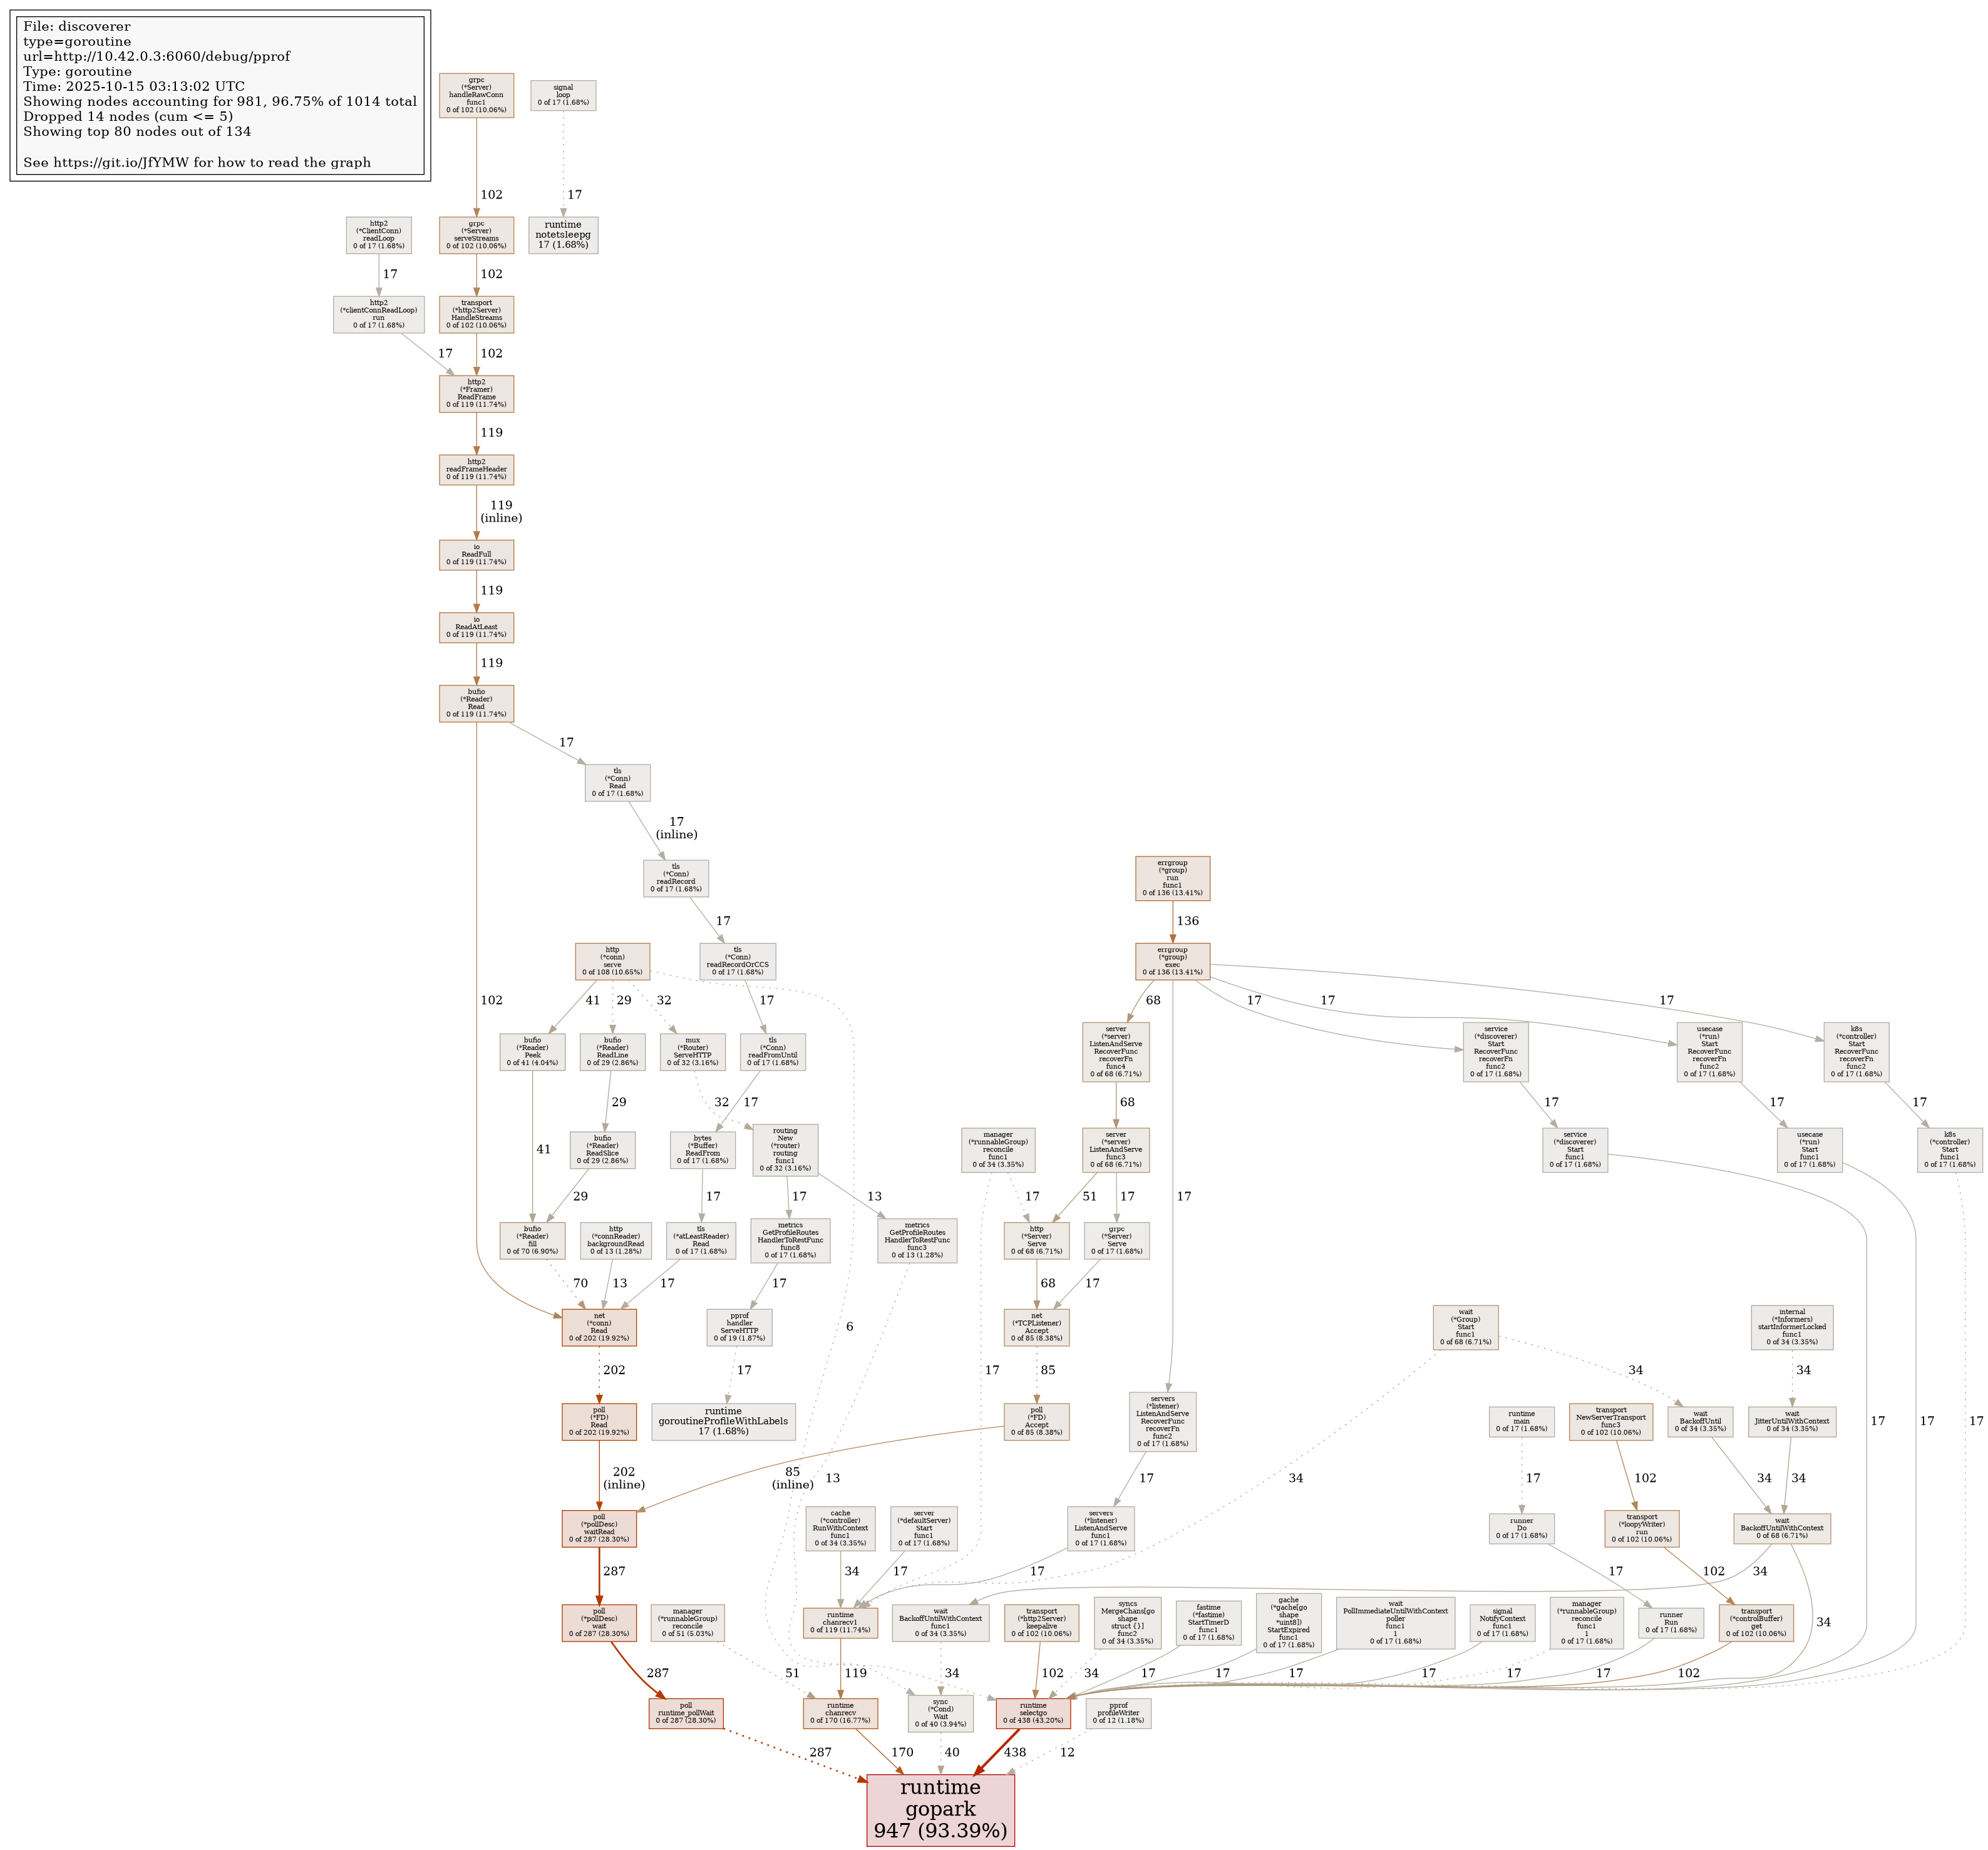 File: discoverer
type=goroutine
url=http://10.42.0.3:6060/debug/pprof
Type: goroutine
Time: 2025-10-15 03:13:02 UTC
Showing nodes accounting for 981, 96.75% of 1014 total
Dropped 14 nodes (cum <= 5)
Showing top 80 nodes out of 134
See https://git.io/JfYMW for how to read the graph
grpc
(*Server)
handleRawConn
func1
0 of 102 (10.06%)
signal
loop
0 of 17 (1.68%)
102
17
http2
(*ClientConn)
readLoop
0 of 17 (1.68%)
grpc
(*Server)
serveStreams
0 of 102 (10.06%)
runtime
notetsleepg
17 (1.68%)
17
102
http2
(*clientConnReadLoop)
run
0 of 17 (1.68%)
transport
(*http2Server)
HandleStreams
0 of 102 (10.06%)
17
102
http2
(*Framer)
ReadFrame
0 of 119 (11.74%)
119
http2
readFrameHeader
0 of 119 (11.74%)
119
(inline)
io
ReadFull
0 of 119 (11.74%)
119
io
ReadAtLeast
0 of 119 (11.74%)
119
bufio
(*Reader)
Read
0 of 119 (11.74%)
17
tls
(*Conn)
Read
0 of 17 (1.68%)
17
(inline)
tls
(*Conn)
readRecord
0 of 17 (1.68%)
errgroup
(*group)
run
func1
0 of 136 (13.41%)
17
136
http
(*conn)
serve
0 of 108 (10.65%)
tls
(*Conn)
readRecordOrCCS
0 of 17 (1.68%)
errgroup
(*group)
exec
0 of 136 (13.41%)
102
41
29
32
17
68
17
17
17
bufio
(*Reader)
Peek
0 of 41 (4.04%)
bufio
(*Reader)
ReadLine
0 of 29 (2.86%)
mux
(*Router)
ServeHTTP
0 of 32 (3.16%)
tls
(*Conn)
readFromUntil
0 of 17 (1.68%)
server
(*server)
ListenAndServe
RecoverFunc
recoverFn
func4
0 of 68 (6.71%)
service
(*discoverer)
Start
RecoverFunc
recoverFn
func2
0 of 17 (1.68%)
usecase
(*run)
Start
RecoverFunc
recoverFn
func2
0 of 17 (1.68%)
k8s
(*controller)
Start
RecoverFunc
recoverFn
func2
0 of 17 (1.68%)
29
32
17
68
17
17
17
41
bufio
(*Reader)
ReadSlice
0 of 29 (2.86%)
bytes
(*Buffer)
ReadFrom
0 of 17 (1.68%)
routing
New
(*router)
routing
func1
0 of 32 (3.16%)
manager
(*runnableGroup)
reconcile
func1
0 of 34 (3.35%)
server
(*server)
ListenAndServe
func3
0 of 68 (6.71%)
service
(*discoverer)
Start
func1
0 of 17 (1.68%)
usecase
(*run)
Start
func1
0 of 17 (1.68%)
k8s
(*controller)
Start
func1
0 of 17 (1.68%)
29
17
17
13
17
51
17
17
bufio
(*Reader)
fill
0 of 70 (6.90%)
http
(*connReader)
backgroundRead
0 of 13 (1.28%)
tls
(*atLeastReader)
Read
0 of 17 (1.68%)
metrics
GetProfileRoutes
HandlerToRestFunc
func8
0 of 17 (1.68%)
metrics
GetProfileRoutes
HandlerToRestFunc
func3
0 of 13 (1.28%)
http
(*Server)
Serve
0 of 68 (6.71%)
grpc
(*Server)
Serve
0 of 17 (1.68%)
70
13
17
17
68
17
net
(*conn)
Read
0 of 202 (19.92%)
pprof
handler
ServeHTTP
0 of 19 (1.87%)
6
net
(*TCPListener)
Accept
0 of 85 (8.38%)
wait
(*Group)
Start
func1
0 of 68 (6.71%)
internal
(*Informers)
startInformerLocked
func1
0 of 34 (3.35%)
202
17
17
85
34
34
poll
(*FD)
Read
0 of 202 (19.92%)
runtime
goroutineProfileWithLabels
17 (1.68%)
poll
(*FD)
Accept
0 of 85 (8.38%)
servers
(*listener)
ListenAndServe
RecoverFunc
recoverFn
func2
0 of 17 (1.68%)
runtime
main
0 of 17 (1.68%)
transport
NewServerTransport
func3
0 of 102 (10.06%)
wait
BackoffUntil
0 of 34 (3.35%)
wait
JitterUntilWithContext
0 of 34 (3.35%)
17
17
17
202
(inline)
85
(inline)
13
17
34
17
102
34
34
poll
(*pollDesc)
waitRead
0 of 287 (28.30%)
cache
(*controller)
RunWithContext
func1
0 of 34 (3.35%)
server
(*defaultServer)
Start
func1
0 of 17 (1.68%)
servers
(*listener)
ListenAndServe
func1
0 of 17 (1.68%)
runner
Do
0 of 17 (1.68%)
transport
(*loopyWriter)
run
0 of 102 (10.06%)
wait
BackoffUntilWithContext
0 of 68 (6.71%)
287
34
17
17
17
102
34
poll
(*pollDesc)
wait
0 of 287 (28.30%)
manager
(*runnableGroup)
reconcile
0 of 51 (5.03%)
runtime
chanrecv1
0 of 119 (11.74%)
wait
BackoffUntilWithContext
func1
0 of 34 (3.35%)
transport
(*http2Server)
keepalive
0 of 102 (10.06%)
syncs
MergeChans[go
shape
struct {}]
func2
0 of 34 (3.35%)
fastime
(*fastime)
StartTimerD
func1
0 of 17 (1.68%)
gache
(*gache[go
shape
*uint8])
StartExpired
func1
0 of 17 (1.68%)
wait
PollImmediateUntilWithContext
poller
func1
1
0 of 17 (1.68%)
signal
NotifyContext
func1
0 of 17 (1.68%)
manager
(*runnableGroup)
reconcile
func1
1
0 of 17 (1.68%)
runner
Run
0 of 17 (1.68%)
transport
(*controlBuffer)
get
0 of 102 (10.06%)
34
287
51
119
34
102
34
17
17
17
17
17
17
102
poll
runtime_pollWait
0 of 287 (28.30%)
runtime
chanrecv
0 of 170 (16.77%)
sync
(*Cond)
Wait
0 of 40 (3.94%)
runtime
selectgo
0 of 438 (43.20%)
pprof
profileWriter
0 of 12 (1.18%)
287
170
40
438
12
runtime
gopark
947 (93.39%)